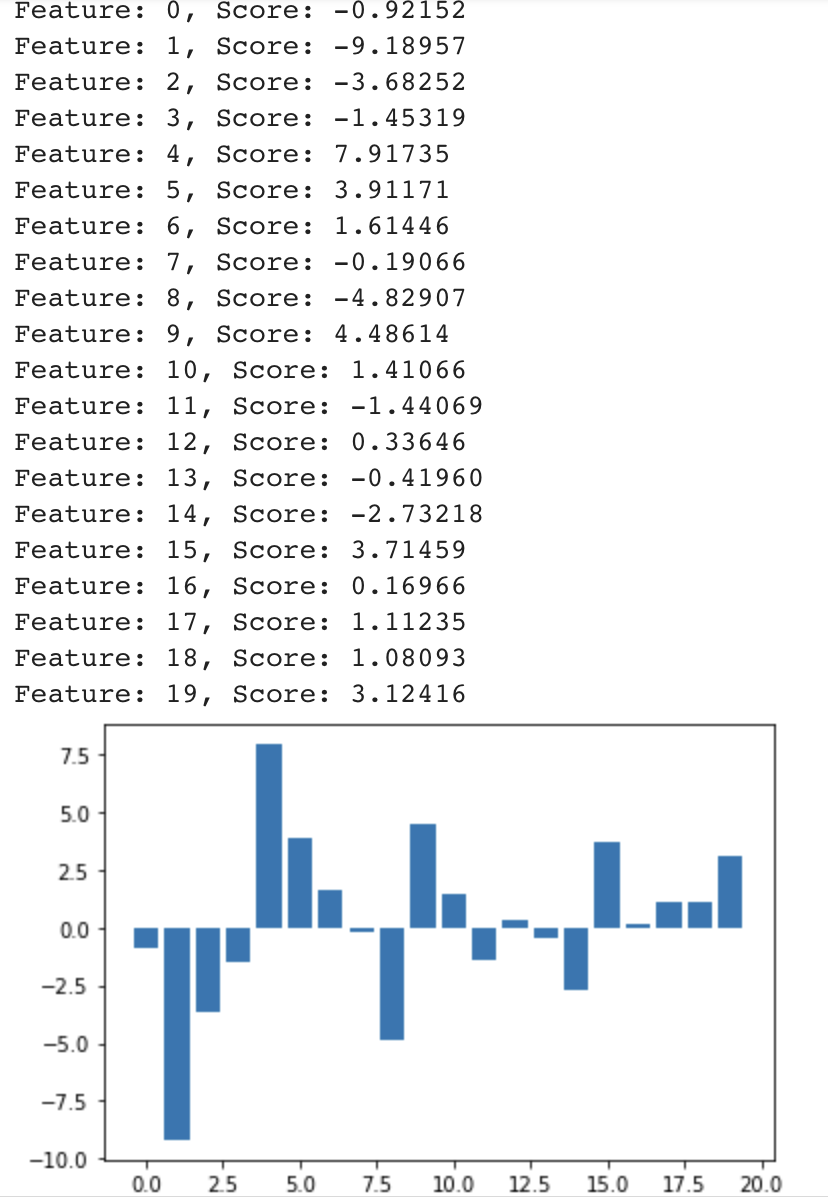 Feature: 0, Score: -0.92152
Feature: 1, Score: -9.18957
Feature: 2, Score: -3.68252
Feature: 3, Score: -1.45319
Feature: 4, Score: 7.91735
Feature: 5, Score: 3.91171
Feature: 6, Score: 1.61446
Feature: 7, Score: -0.19066
Feature: 8, Score: -4.82907
Feature: 9, Score: 4.48614
Feature: 10, Score: 1.41066
Feature: 11, Score: -1.44069
Feature: 12, Score: 0.33646
Feature: 13, Score: -0.41960
Feature: 14, Score: -2.73218
Feature: 15, Score: 3.71459
Feature: 16, Score: 0.16966
Feature: 17, Score: 1.11235
Feature: 18, Score: 1.08093
Feature: 19, Score: 3.12416
7.5
5.0
2.5
0.0
−2.5
−5.0
−7.5
−10.0
0.0 2.5 5.0 7.5 10.0 12.5 15.0 17.5 20.0